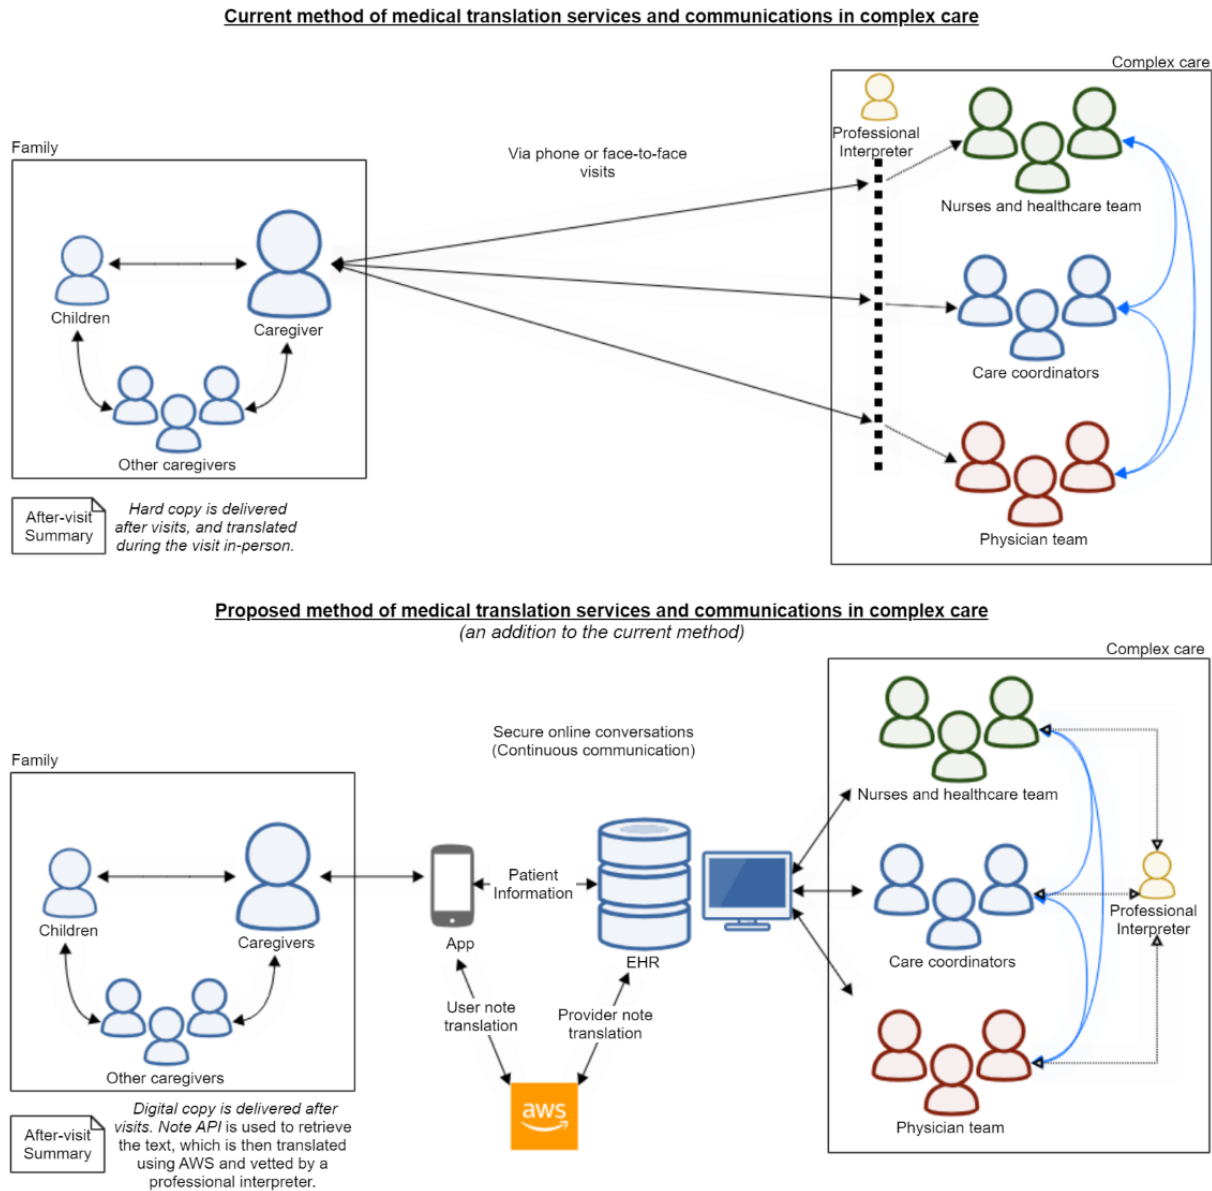 Current method of medical translation services and communications in complex care
Complex care
Professional
Interpreter
Nurses and healthcare team
Family
Via phone or face-to-face
visits
Children
Caregiver
Care coordinators
Other caregivers
After-visit
Summary
Hard copy is delivered
after visits, and translated
during the visit in-person.
Physician team
Proposed method of medical translation services and communications in complex care
(an addition to the current method)
Complex care
Secure online conversations
(Continuous communication)
Family
Nurses and healthcare team
Patient
Information
Children
Caregivers
App
EHR
Care coordinators
Professional
Interpreter
User note
translation
Provider note
translation
Other caregivers
aws
After-visit
Summary
Digital copy is delivered after
visits. Note API is used to retrieve
the text, which is then translated
using AWS and vetted by a
professional interpreter.
Physician team